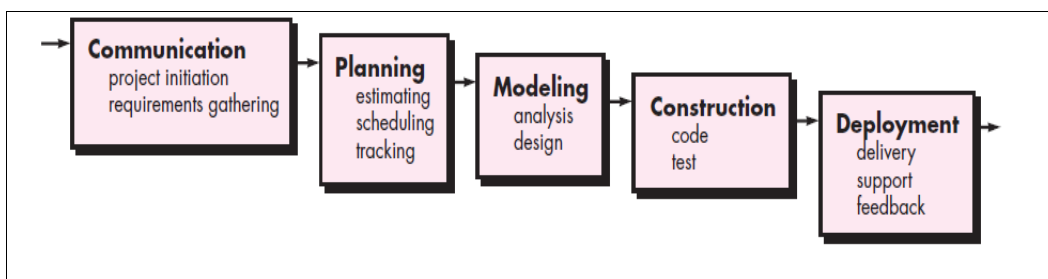 Communication
project initiation
requirements gathering
Planning
estimating
scheduling
tracking
Modeling
analysis
design
Construction
code
test
Deployment
delivery
support
feedback